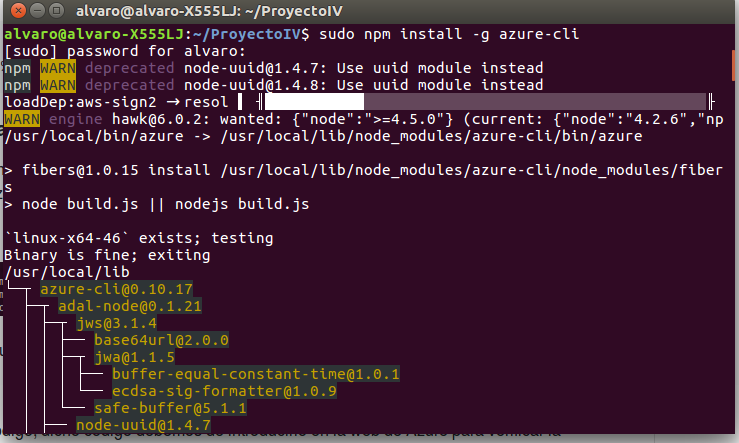 alvaro@alvaro-X555LJ: ~/ProyectoIV
alvaro@alvaro-X555LJ:~/ProyectoIV$ sudo npm install -g azure-cli
[sudo] password for alvaro:
npm WARN deprecated node-uuid@1.4.7: Use uuid module instead
npm WARN deprecated node-uuid@1.4.8: Use uuid module instead
loadDep:aws-sign2 → resol
WARN engine hawk@6.0.2: wanted: {"node":">=4.5.0"} (current: {"node":"4.2.6","np
/usr/local/bin/azure -> /usr/local/lib/node_modules/azure-cli/bin/azure
> fibers@1.0.15 install /usr/local/lib/node_modules/azure-cli/node_modules/fiber
s
> node build.js || nodejs build.js
`linux-x64-46` exists; testing
Binary is fine; exiting
/usr/local/lib
azure-cli@0.10.17
adal-node@0.1.21
jws@3.1.4
base64url@2.0.0
jwa@1.1.5
buffer-equal-constant-time@1.0.1
ecdsa-sig-formatter@1.0.9
safe-buffer@5.1.1
node-uuid@1.4.7